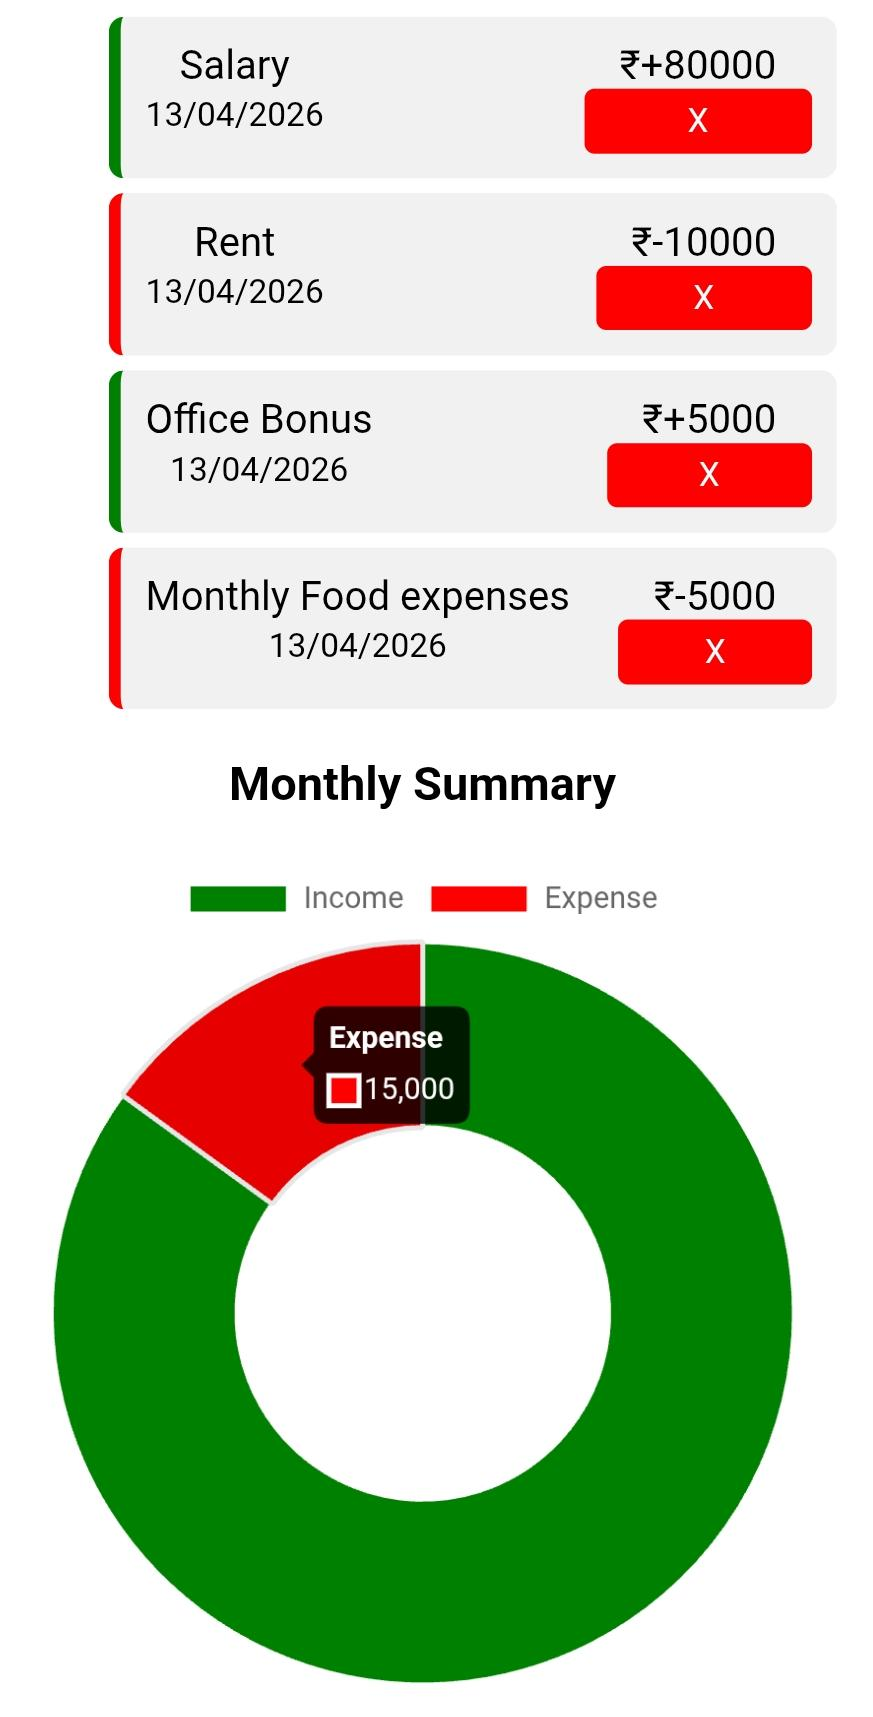 Salary ₹+80000
13/04/2026 X
Rent ₹-10000
13/04/2026 X
Office Bonus ₹+5000
13/04/2026 X
Monthly Food expenses ₹-5000
13/04/2026 X
Monthly Summary
Income Expense
Expense
15,000